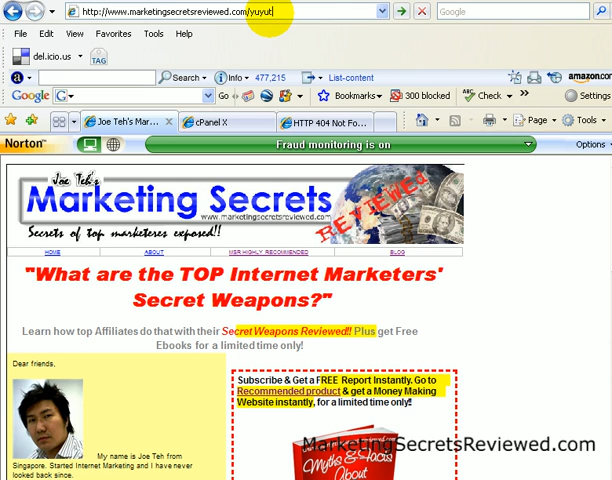 http://www.marketingsecretsreviewed.com/yuyut
Google
File Edit View Favorites Tools Help
del.icio.us TAG
a Search Info 477,215 List-content amazon.com
Google G Bookmarks 300 blocked Check Settings
Joe Teh's Mar... cPanel X HTTP 404 Not Fo... Page Tools
Norton Fraud monitoring is on Options
Joe Teh's
Marketing Secrets
www.marketingsecretsreviewed.com
REVIEWED
Secrets of top marketeres exposed!!
HOME ABOUT MSR HIGHLY RECOMMENDED BLOG
"What are the TOP Internet Marketers'
Secret Weapons?"
Learn how top Affiliates do that with their Secret Weapons Reviewed!! Plus get Free
Ebooks for a limited time only!
Dear friends,
My name is Joe Teh from
Singapore. Started Internet Marketing and I have never
looked back since.
Subscribe & Get a FREE Report Instantly. Go to
Recommended product & get a Money Making
Website instantly, for a limited time only!!
Myths & Facts
About
MarketingSecretsReviewed.com